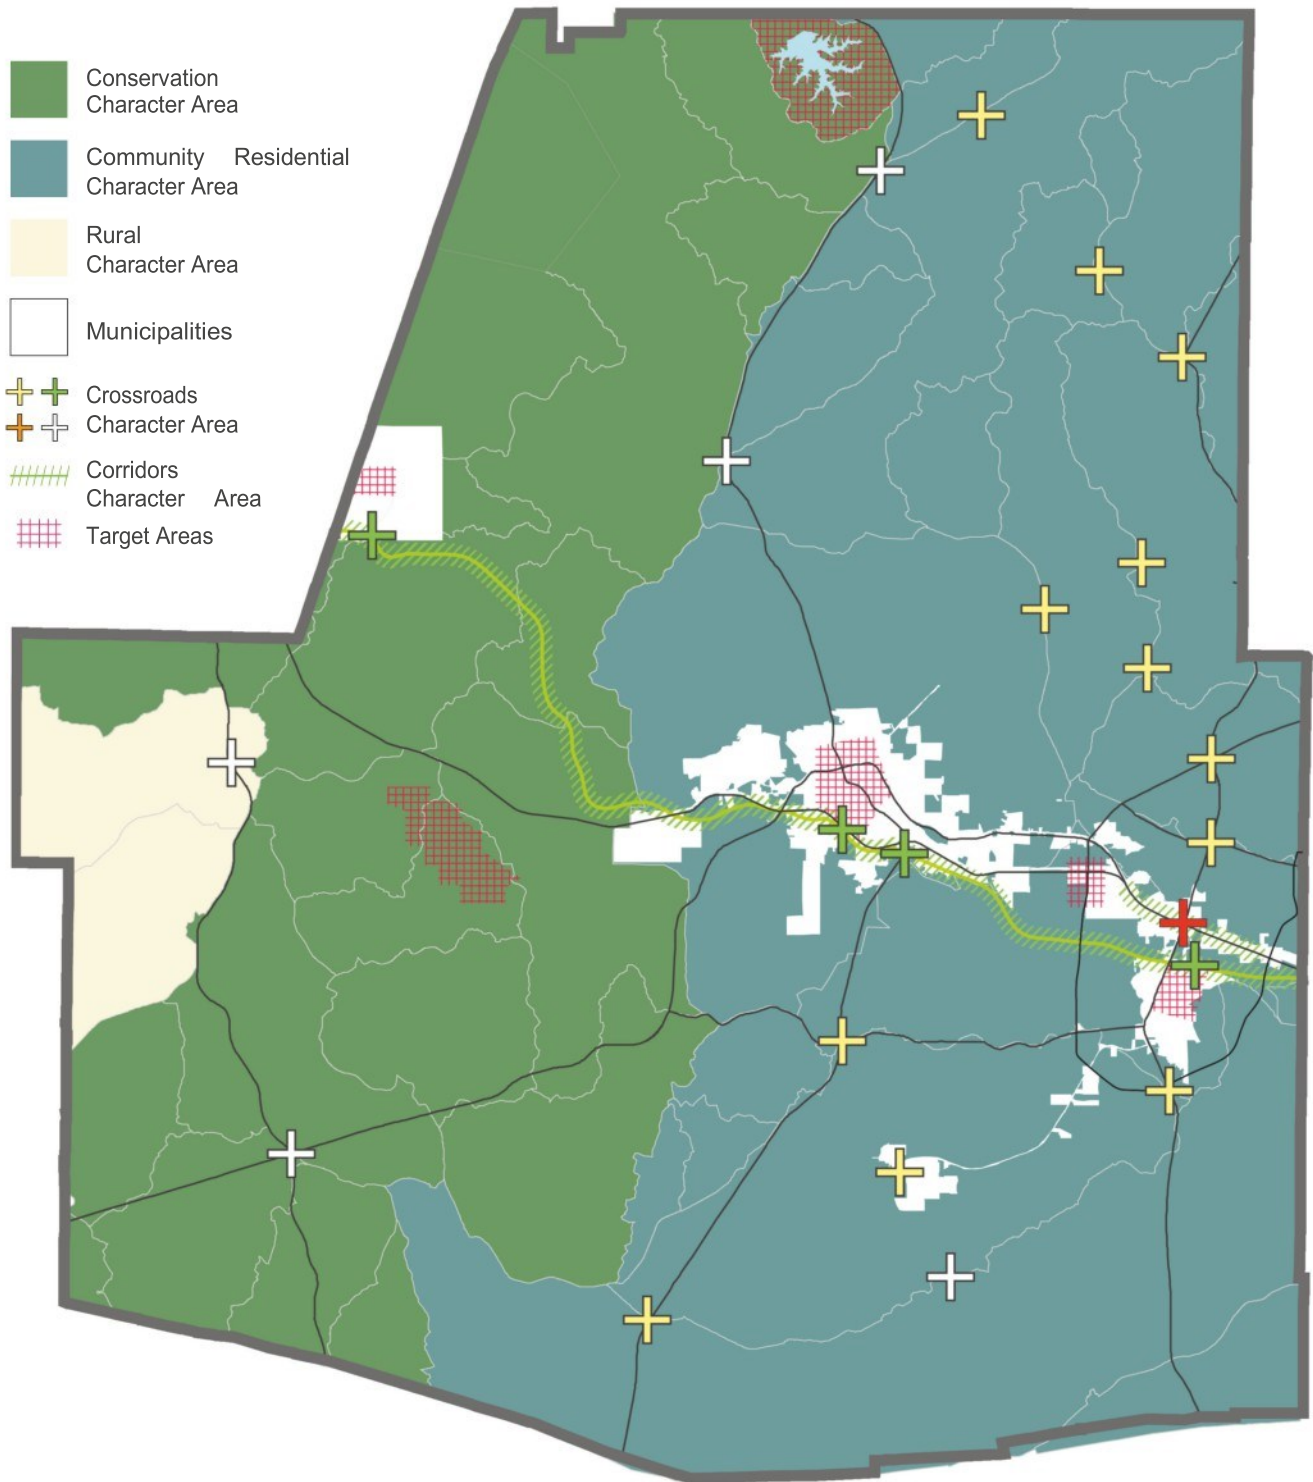 Conservation
Character Area
Community Residential
Character Area
Rural
Character Area
Municipalities
Crossroads
Character Area
Corridors
Character Area
Target Areas